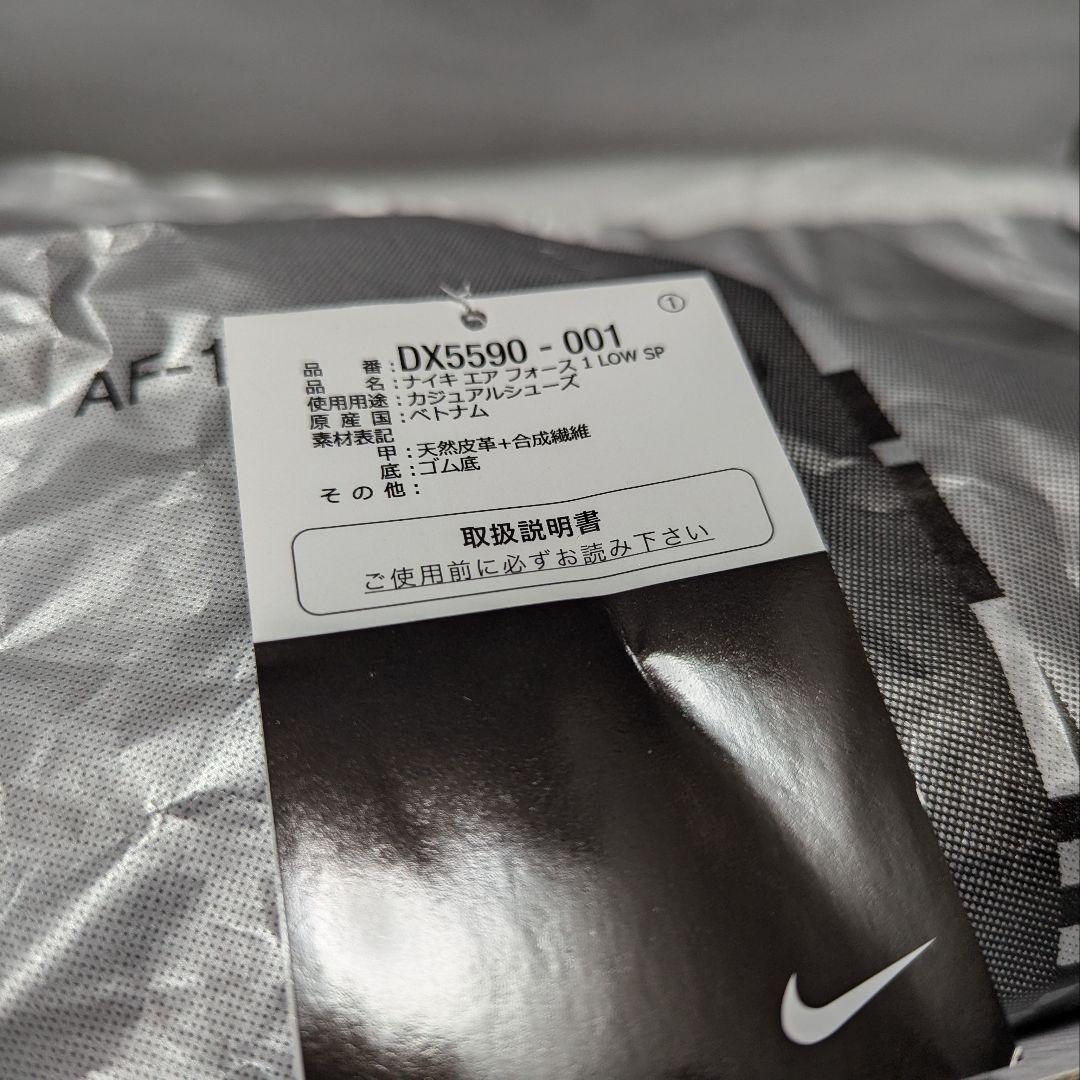 ①
品 番 : DX5590 - 001
品 名 : ナイキ エア フォース 1 LOW SP
使用用途 : カジュアルシューズ
原 産 国 : ベトナム
素材表記
甲 : 天然皮革+合成繊維
底 : ゴム底
そ の 他 :
取扱説明書
ご使用前に必ずお読み下さい
AF-1